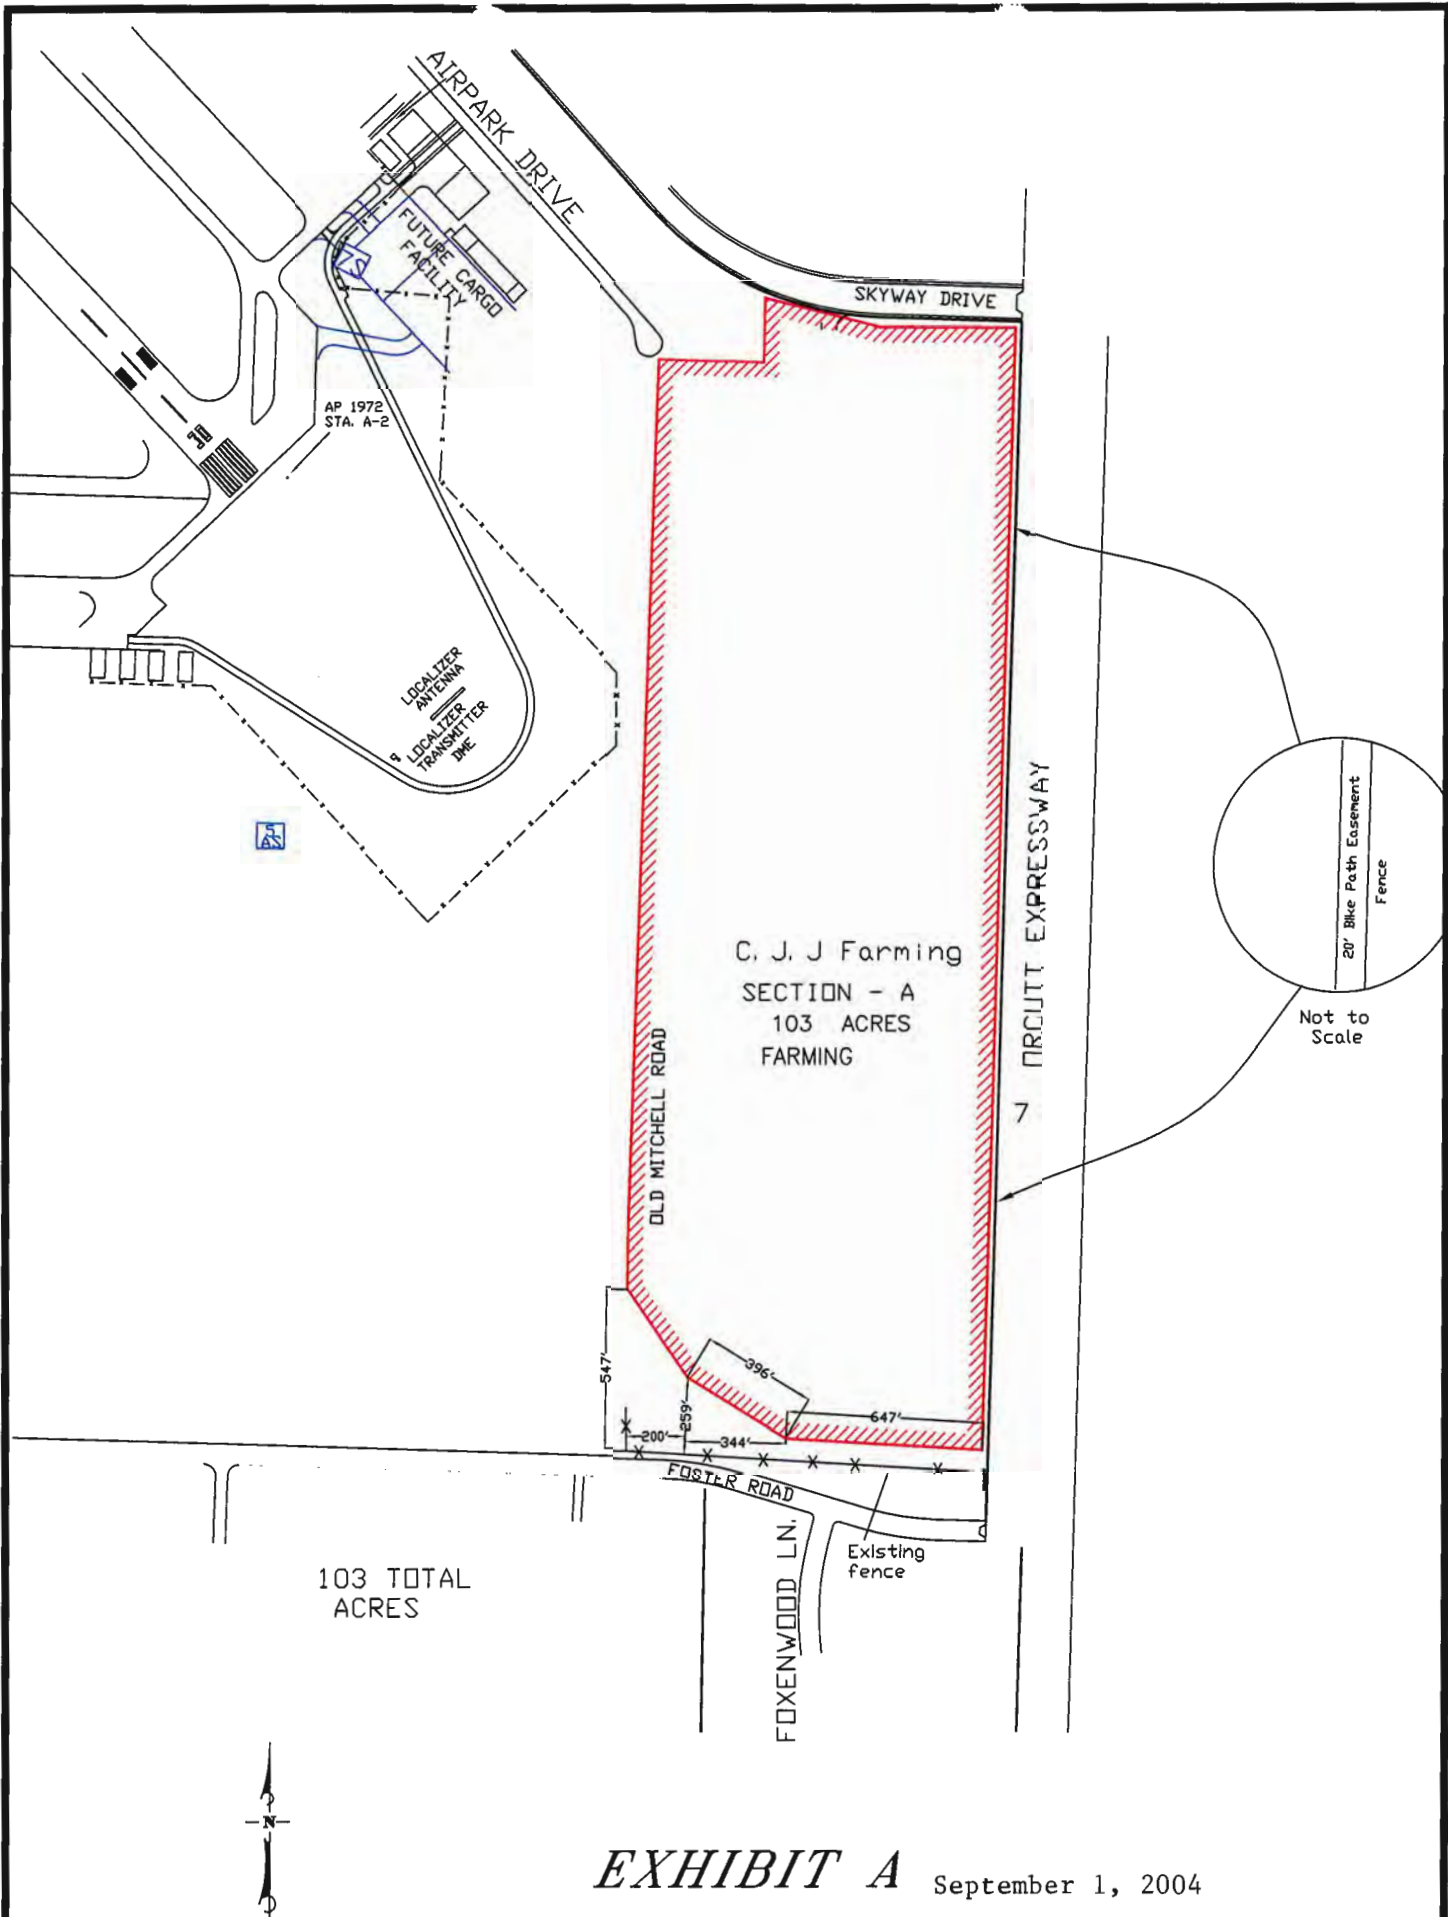 AIRPARK DRIVE
SKYWAY DRIVE
FUTURE CARGO
FACILITY
AP 1972
STA. A-2
LOCALIZER
ANTENNA
LOCALIZER
TRANSMITTER
DME
ORCUTT EXPRESSWAY
20' Bike Path Easement
Fence
Not to
Scale
C. J. J Farming
SECTION - A
103 ACRES
FARMING
OLD MITCHELL ROAD
7
547'
396'
259'
647'
200'
344'
FOSTER ROAD
Existing
fence
FOXENWOOD LN.
103 TOTAL
ACRES
N
EXHIBIT A
September 1, 2004